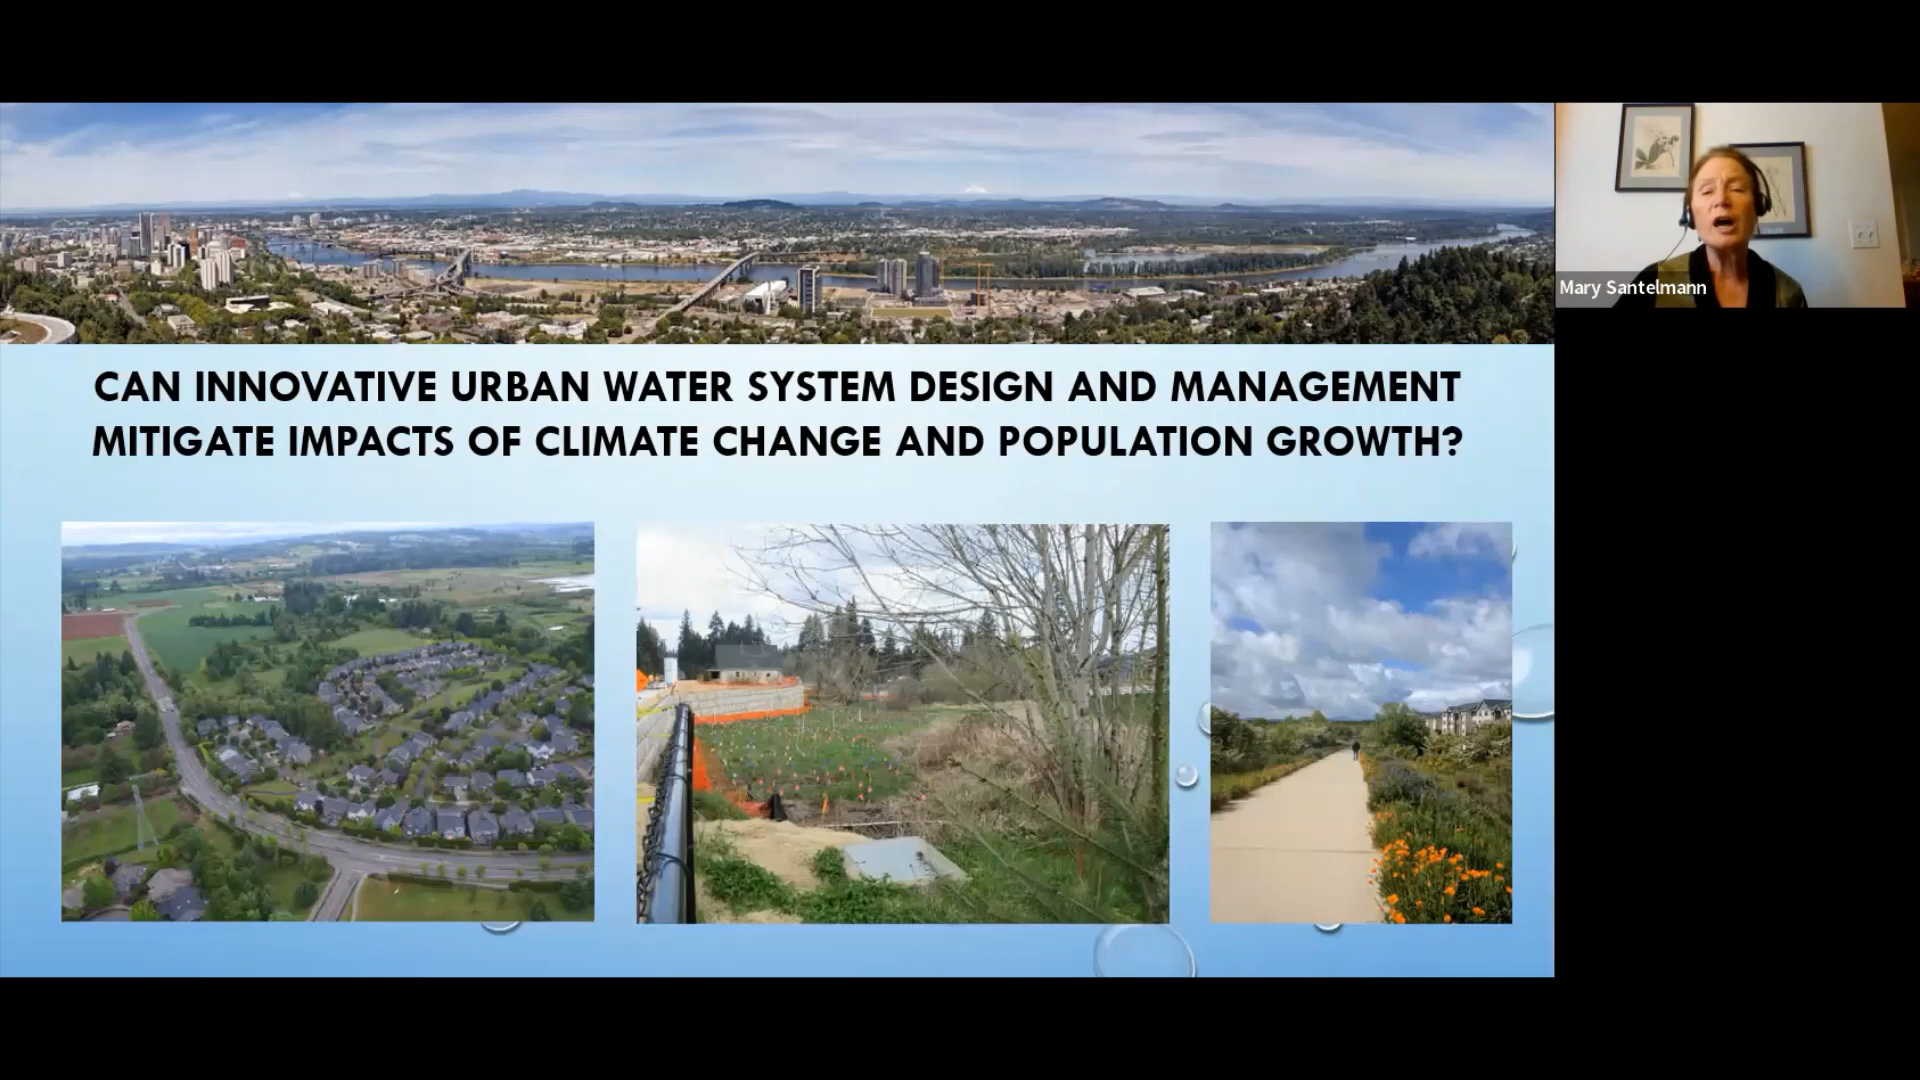 CAN INNOVATIVE URBAN WATER SYSTEM DESIGN AND MANAGEMENT
MITIGATE IMPACTS OF CLIMATE CHANGE AND POPULATION GROWTH?
Mary Santelmann